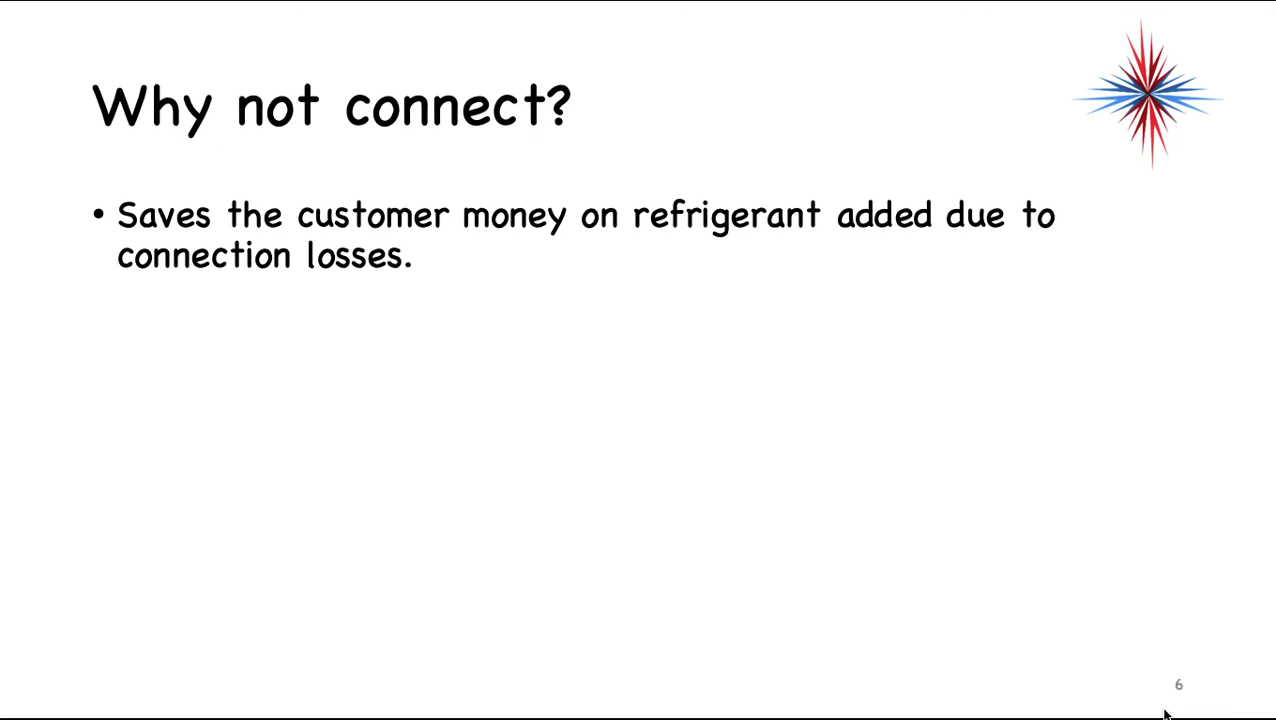 Why not connect?
• Saves the customer money on refrigerant added due to
connection losses.
6